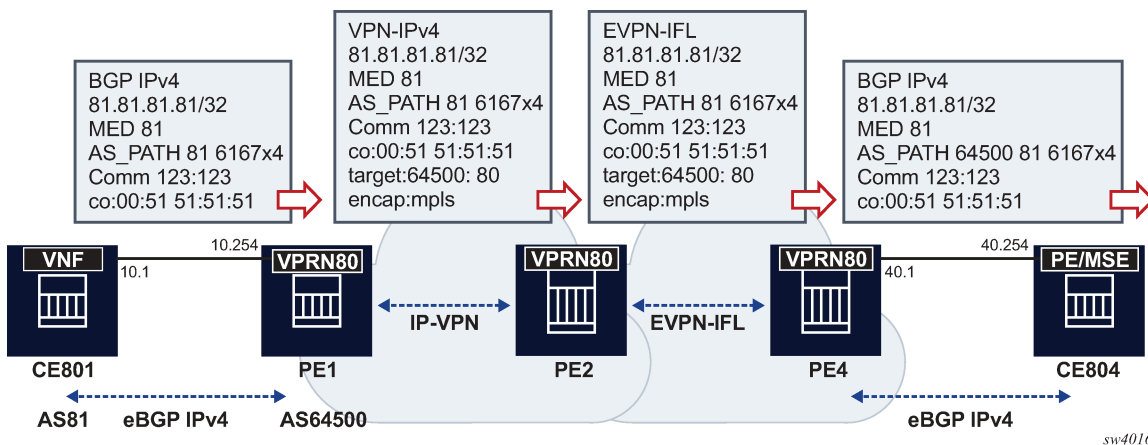 BGP IPv4
81.81.81.81/32
MED 81
AS_PATH 81 6167x4
Comm 123:123
co:00:51 51:51:51
VPN-IPv4
81.81.81.81/32
MED 81
AS_PATH 81 6167x4
Comm 123:123
co:00:51 51:51:51
target:64500: 80
encap:mpls
EVPN-IFL
81.81.81.81/32
MED 81
AS_PATH 81 6167x4
Comm 123:123
co:00:51 51:51:51
target:64500: 80
encap:mpls
BGP IPv4
81.81.81.81/32
MED 81
AS_PATH 64500 81 6167x4
Comm 123:123
co:00:51 51:51:51
VNF
10.1
10.254
VPRN80
IP-VPN
VPRN80
EVPN-IFL
VPRN80
40.1
40.254
PE/MSE
CE801
PE1
PE2
PE4
CE804
AS81
eBGP IPv4
AS64500
eBGP IPv4